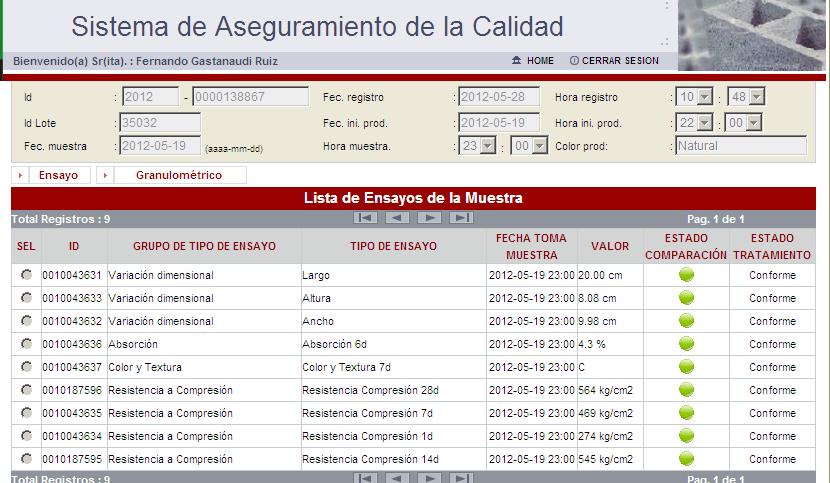 Sistema de Aseguramiento de la Calidad
Bienvenido(a) Sr(ita). : Fernando Gastanaudi Ruiz HOME CERRAR SESION
Id : 2012 - 0000138867 Fec. registro : 2012-05-28 Hora registro : 10 : 48
Id Lote : 35032 Fec. ini. prod. : 2012-05-19 Hora ini. prod. : 22 : 00
Fec. muestra : 2012-05-19 (aaaa-mm-dd) Hora muestra. : 23 : 00 Color prod: : Natural
Ensayo Granulométrico
Lista de Ensayos de la Muestra
Total Registros : 9 Pag. 1 de 1
SEL ID GRUPO DE TIPO DE ENSAYO TIPO DE ENSAYO FECHA TOMA MUESTRA VALOR ESTADO COMPARACIÓN ESTADO TRATAMIENTO
0010043631 Variación dimensional Largo 2012-05-19 23:00 20.00 cm Conforme
0010043633 Variación dimensional Altura 2012-05-19 23:00 8.08 cm Conforme
0010043632 Variación dimensional Ancho 2012-05-19 23:00 9.98 cm Conforme
0010043636 Absorción Absorción 6d 2012-05-19 23:00 4.3 % Conforme
0010043637 Color y Textura Color y Textura 7d 2012-05-19 23:00 C Conforme
0010187596 Resistencia a Compresión Resistencia Compresión 28d 2012-05-19 23:00 564 kg/cm2 Conforme
0010043635 Resistencia a Compresión Resistencia Compresión 7d 2012-05-19 23:00 469 kg/cm2 Conforme
0010043634 Resistencia a Compresión Resistencia Compresión 1d 2012-05-19 23:00 274 kg/cm2 Conforme
0010187595 Resistencia a Compresión Resistencia Compresión 14d 2012-05-19 23:00 545 kg/cm2 Conforme
Total Registros : 9 Pag. 1 de 1